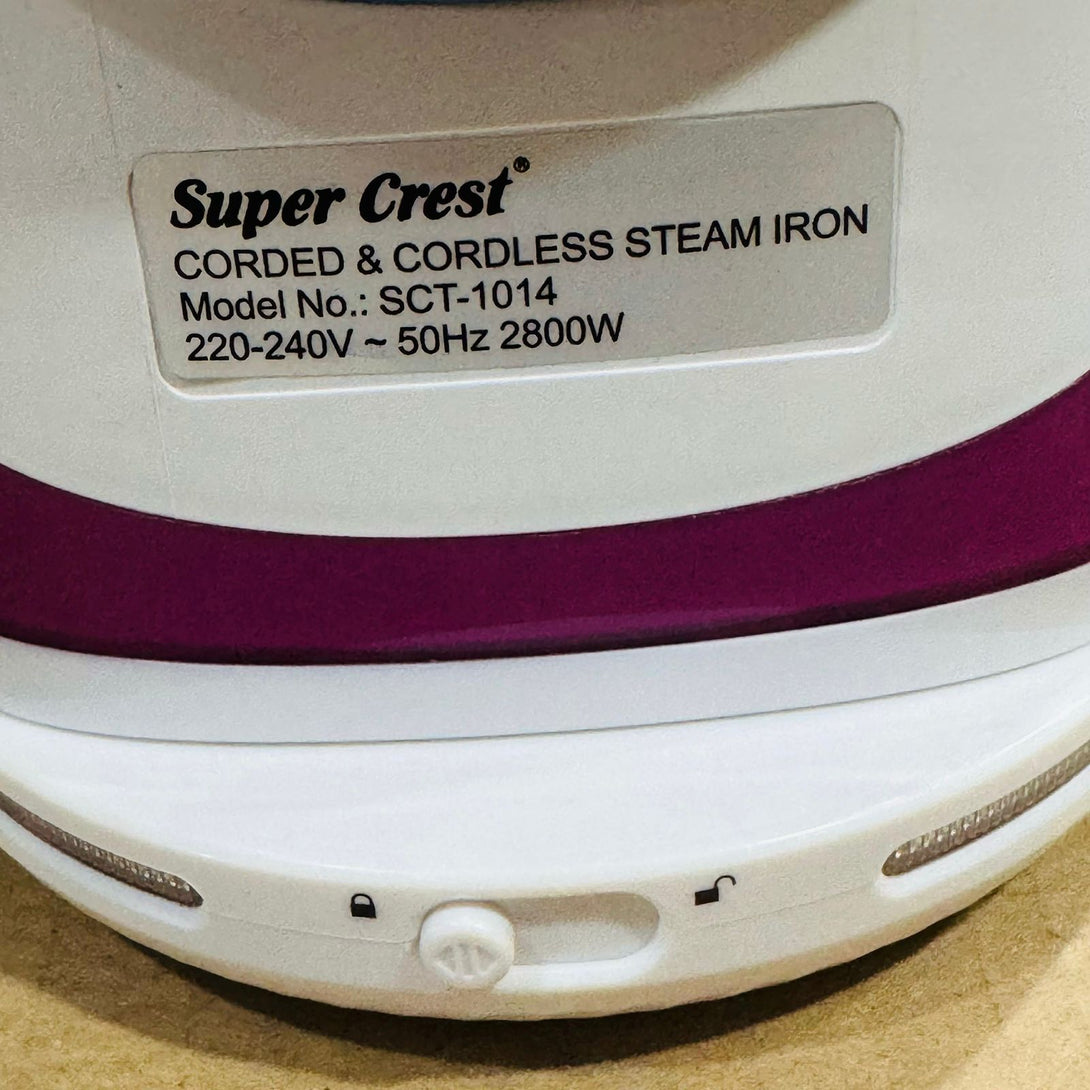 Super Crest®
CORDED & CORDLESS STEAM IRON
Model No.: SCT-1014
220-240V ~ 50Hz 2800W